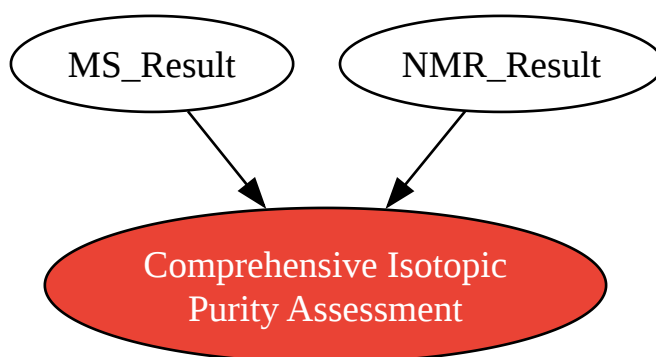 MS_Result
NMR_Result
Comprehensive Isotopic
Purity Assessment